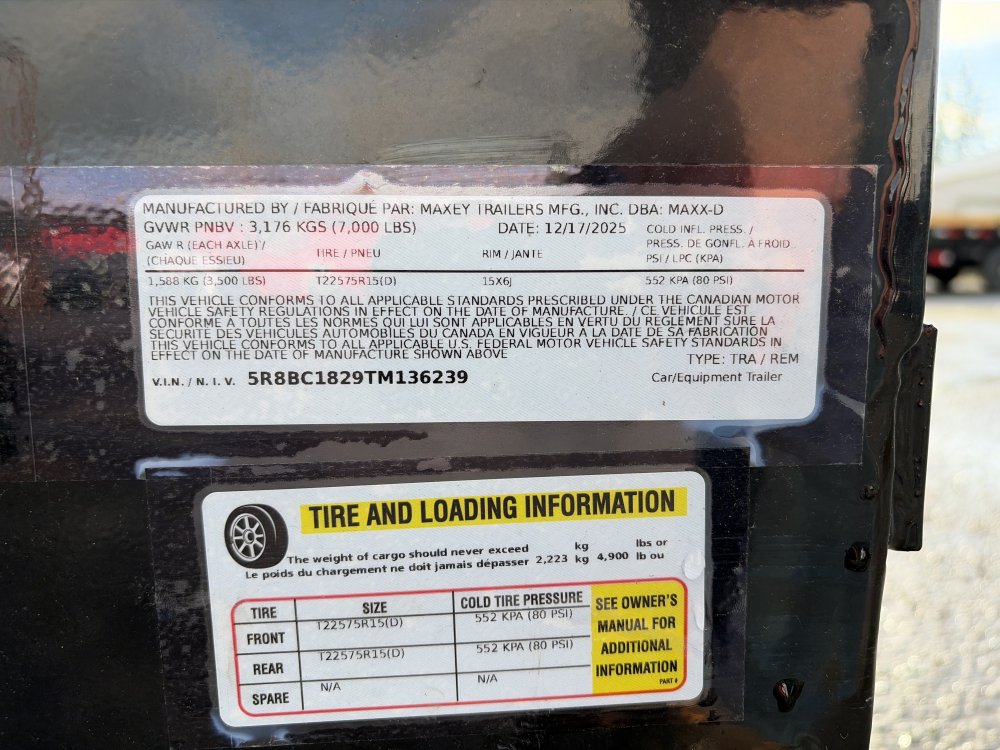 MANUFACTURED BY / FABRIQUÉ PAR: MAXEY TRAILERS MFG., INC. DBA: MAXX-D
GVWR PNBV : 3,176 KGS (7,000 LBS) DATE: 12/17/2025 COLD INFL. PRESS. /
GAW R (EACH AXLE) / TIRE / PNEU RIM / JANTE PRESS. DE GONFL. À FROID
(CHAQUE ESSIEU) PSI / LPC (KPA)
1,588 KG (3,500 LBS) T22575R15(D) 15X6J 552 KPA (80 PSI)
THIS VEHICLE CONFORMS TO ALL APPLICABLE STANDARDS PRESCRIBED UNDER THE CANADIAN MOTOR
VEHICLE SAFETY REGULATIONS IN EFFECT ON THE DATE OF MANUFACTURE. / CE VEHICULE EST
CONFORME A TOUTES LES NORMES QUI LUI SONT APPLICABLES EN VERTU DU REGLEMENT SURE LA
SECURITE DES VEHICULES AUTOMOBILES DU CANADA EN VIGUEUR A LA DATE DE SA FABRICATION
THIS VEHICLE CONFORMS TO ALL APPLICABLE U.S. FEDERAL MOTOR VEHICLE SAFETY STANDARDS IN
EFFECT ON THE DATE OF MANUFACTURE SHOWN ABOVE
TYPE: TRA / REM
V.I.N. / N. I. V. 5R8BC1829TM136239 Car/Equipment Trailer
TIRE AND LOADING INFORMATION
The weight of cargo should never exceed kg lbs or
Le poids du chargement ne doit jamais dépasser 2,223 kg 4,900 lb ou
TIRE SIZE COLD TIRE PRESSURE
FRONT T22575R15(D) 552 KPA (80 PSI)
REAR T22575R15(D) 552 KPA (80 PSI)
SPARE N/A N/A
SEE OWNER'S
MANUAL FOR
ADDITIONAL
INFORMATION
PART #